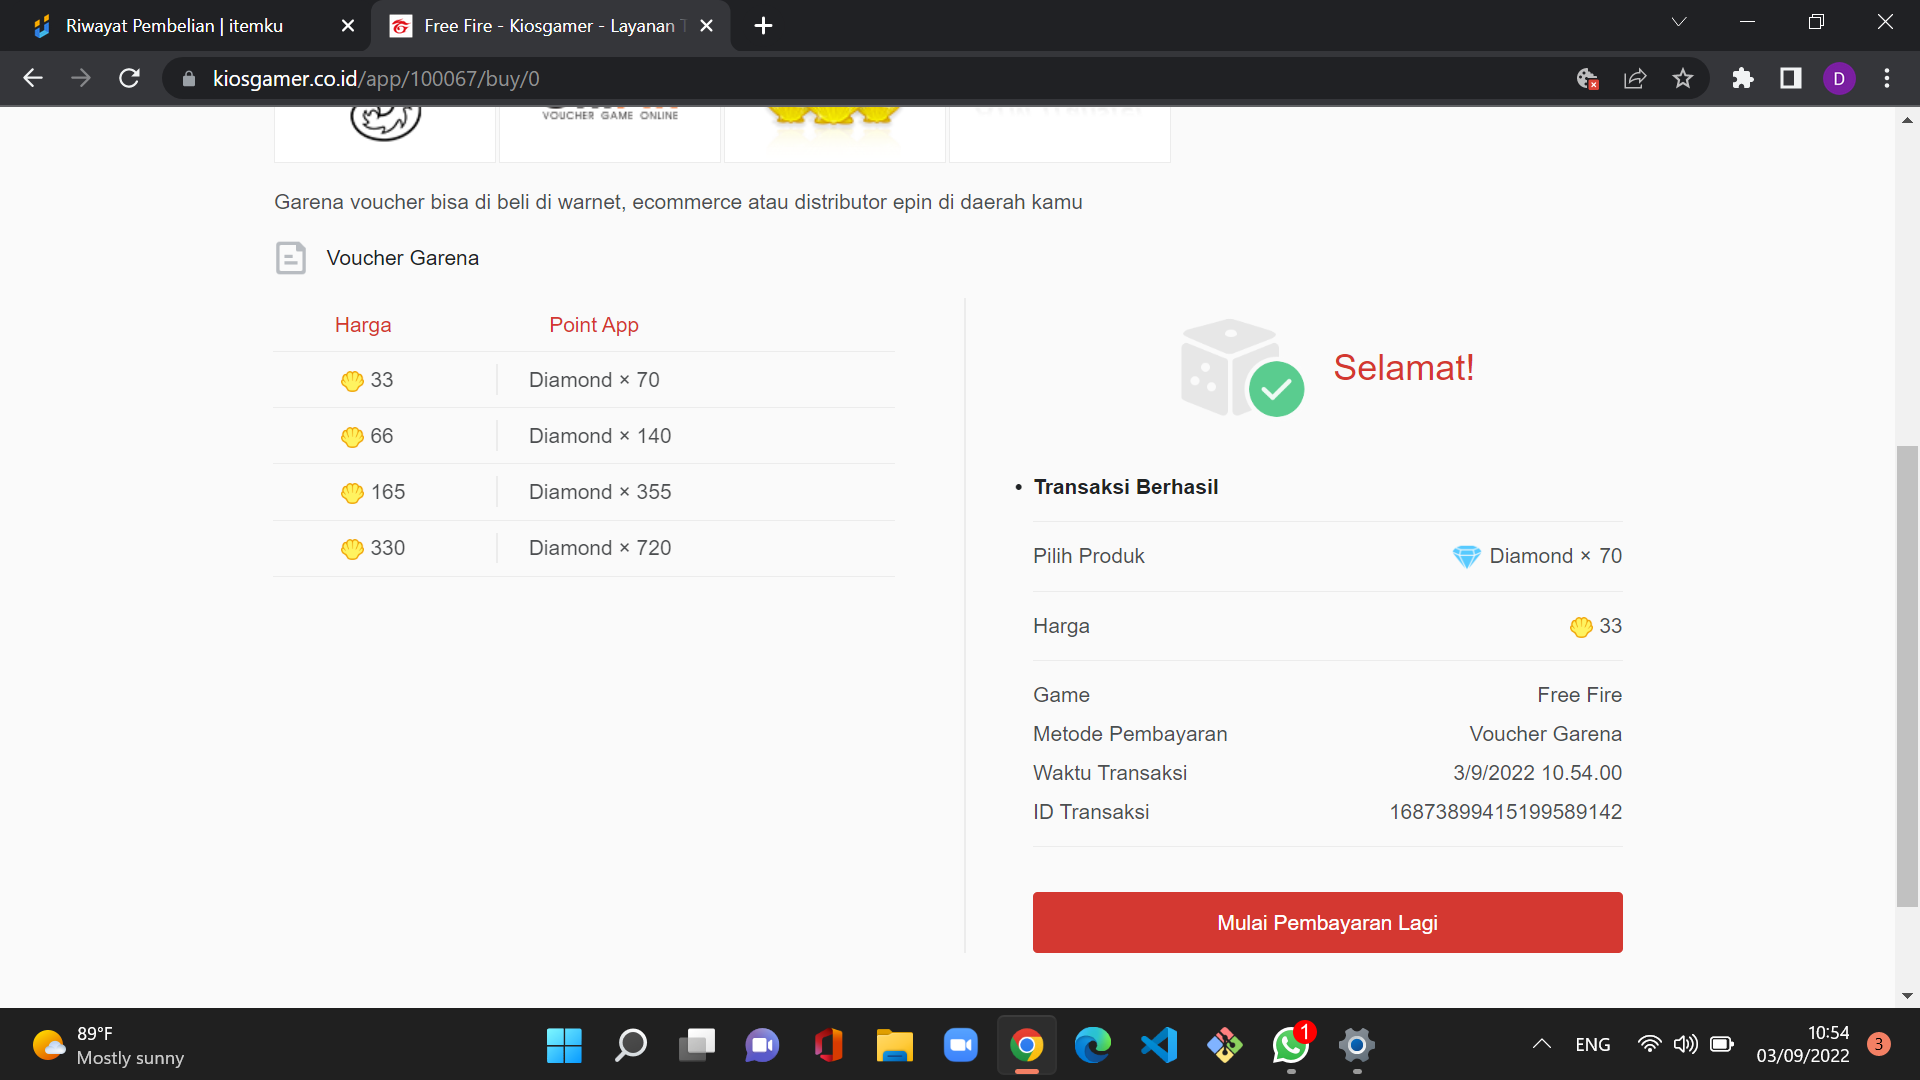 Riwayat Pembelian | itemku
Free Fire - Kiosgamer - Layanan
kiosgamer.co.id/app/100067/buy/0
D
VOUCHER GAME ONLINE
Garena voucher bisa di beli di warnet, ecommerce atau distributor epin di daerah kamu
Voucher Garena
Harga Point App
33 Diamond × 70
66 Diamond × 140
165 Diamond × 355
330 Diamond × 720
Selamat!
• Transaksi Berhasil
Pilih Produk Diamond × 70
Harga 33
Game Free Fire
Metode Pembayaran Voucher Garena
Waktu Transaksi 3/9/2022 10.54.00
ID Transaksi 16873899415199589142
Mulai Pembayaran Lagi
89°F
Mostly sunny
1
ENG
10:54
03/09/2022
3